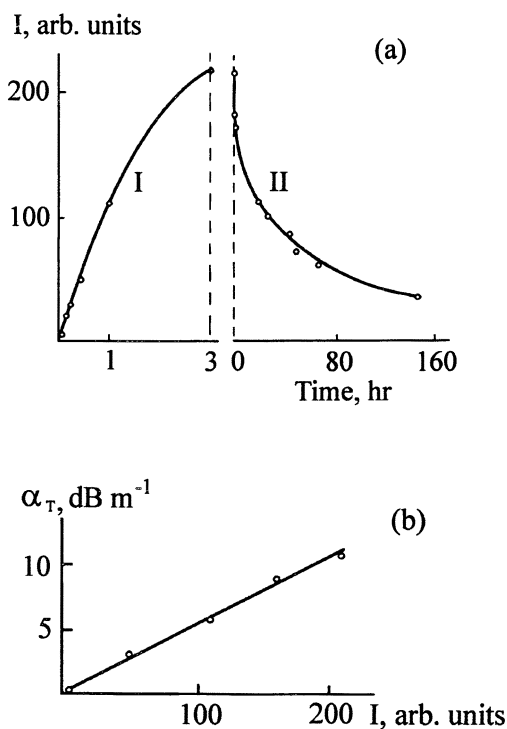 I, arb. units
(a)
200
I
II
100
1 3 0 80 160
Time, hr
α_T, dB m⁻¹
(b)
10
5
100 200 I, arb. units